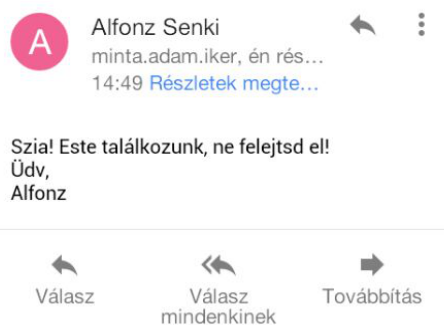 A
Alfonz Senki
minta.adam.iker, én rés...
14:49 Részletek megte...
Szia! Este találkozunk, ne felejtsd el!
Üdv,
Alfonz
Válasz
Válasz
mindenkinek
Továbbítás